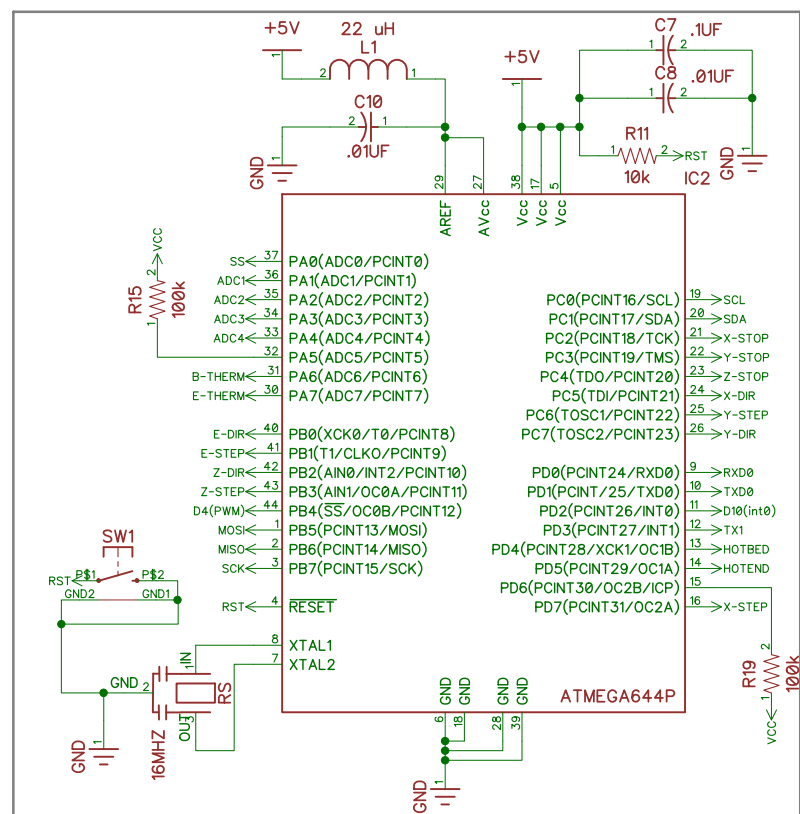 +5V
22 uH
L1
2
1
1
C10
2
1
.01UF
GND
1
+5V
1
C7
.1UF
1
2
C8
.01UF
1
2
R11
1
2
RST
10k
GND
1
IC2
29
27
38
17
5
AREF
AVcc
Vcc
Vcc
Vcc
VCC
R15
2
1
100k
SS
37
PA0(ADC0/PCINT0)
ADC1
36
PA1(ADC1/PCINT1)
ADC2
35
PA2(ADC2/PCINT2)
ADC3
34
PA3(ADC3/PCINT3)
ADC4
33
PA4(ADC4/PCINT4)
32
PA5(ADC5/PCINT5)
B-THERM
31
PA6(ADC6/PCINT6)
E-THERM
30
PA7(ADC7/PCINT7)
E-DIR
40
PB0(XCK0/T0/PCINT8)
E-STEP
41
PB1(T1/CLKO/PCINT9)
Z-DIR
42
PB2(AIN0/INT2/PCINT10)
Z-STEP
43
PB3(AIN1/OC0A/PCINT11)
D4(PWM)
44
PB4(SS/OC0B/PCINT12)
MOSI
1
PB5(PCINT13/MOSI)
MISO
2
PB6(PCINT14/MISO)
SCK
3
PB7(PCINT15/SCK)
RST
4
RESET
8
XTAL1
7
XTAL2
PC0(PCINT16/SCL)
19
SCL
PC1(PCINT17/SDA)
20
SDA
PC2(PCINT18/TCK)
21
X-STOP
PC3(PCINT19/TMS)
22
Y-STOP
PC4(TDO/PCINT20)
23
Z-STOP
PC5(TDI/PCINT21)
24
X-DIR
PC6(TOSC1/PCINT22)
25
Y-STEP
PC7(TOSC2/PCINT23)
26
Y-DIR
PD0(PCINT24/RXD0)
9
RXD0
PD1(PCINT/25/TXD0)
10
TXD0
PD2(PCINT26/INT0)
11
D10(int0)
PD3(PCINT27/INT1)
12
TX1
PD4(PCINT28/XCK1/OC1B)
13
HOTBED
PD5(PCINT29/OC1A)
14
HOTEND
PD6(PCINT30/OC2B/ICP)
15
PD7(PCINT31/OC2A)
16
X-STEP
SW1
RST
P$1
P$2
GND2
GND1
GND
2
IN
1
RS
OUT
3
16MHZ
GND
1
GND
GND
GND
GND
6
18
28
39
ATMEGA644P
GND
1
R19
2
1
100k
VCC